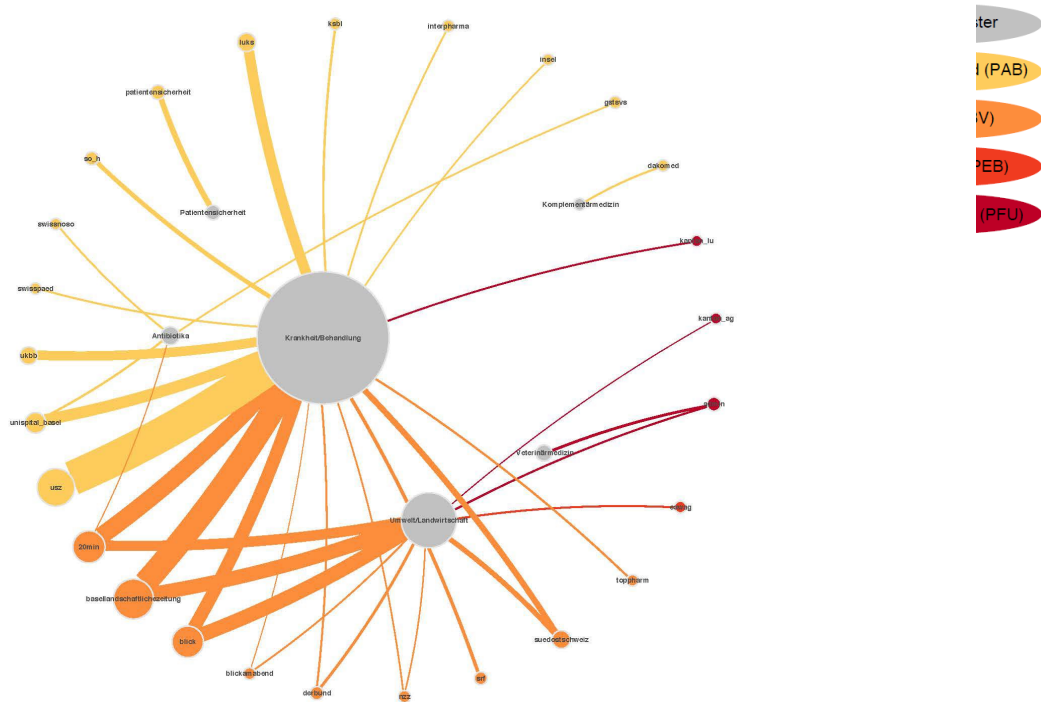 ksbl
interpharma
ster
luks
insel
d (PAB)
patientensicherheit
gsteva
so_h
dakomed
(PFU)
Patientensicherheit
Komplementärmedizin
swissnoso
swisspaed
Antibiotika
Krankheit/Behandlung
ukbb
unispital_basel
Veterinärmedizin
usz
Umwelt/Landwirtschaft
20min
toppharm
basellandschaftlichezeitung
blick
suedostschweiz
blickamabend
derbund
nzz
srf